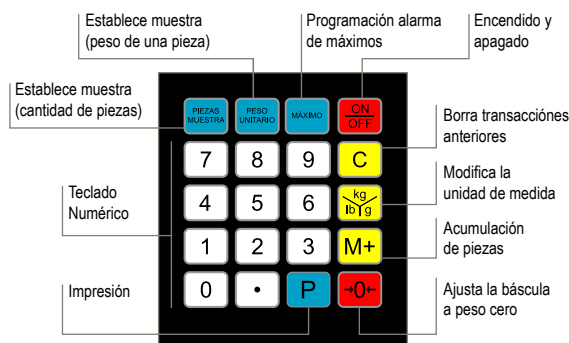 Establece muestra
(peso de una pieza)
Programación alarma
de máximos
Encendido y
apagado
Establece muestra
(cantidad de piezas)
PIEZAS
MUESTRA
PESO
UNITARIO
MÁXIMO
ON
OFF
Borra transacciónes
anteriores
7 8 9 C
Modifica la
unidad de medida
Teclado
Numérico
4 5 6 kg lb g
Acumulación
de piezas
1 2 3 M+
Impresión
0 . P →0←
Ajusta la báscula
a peso cero